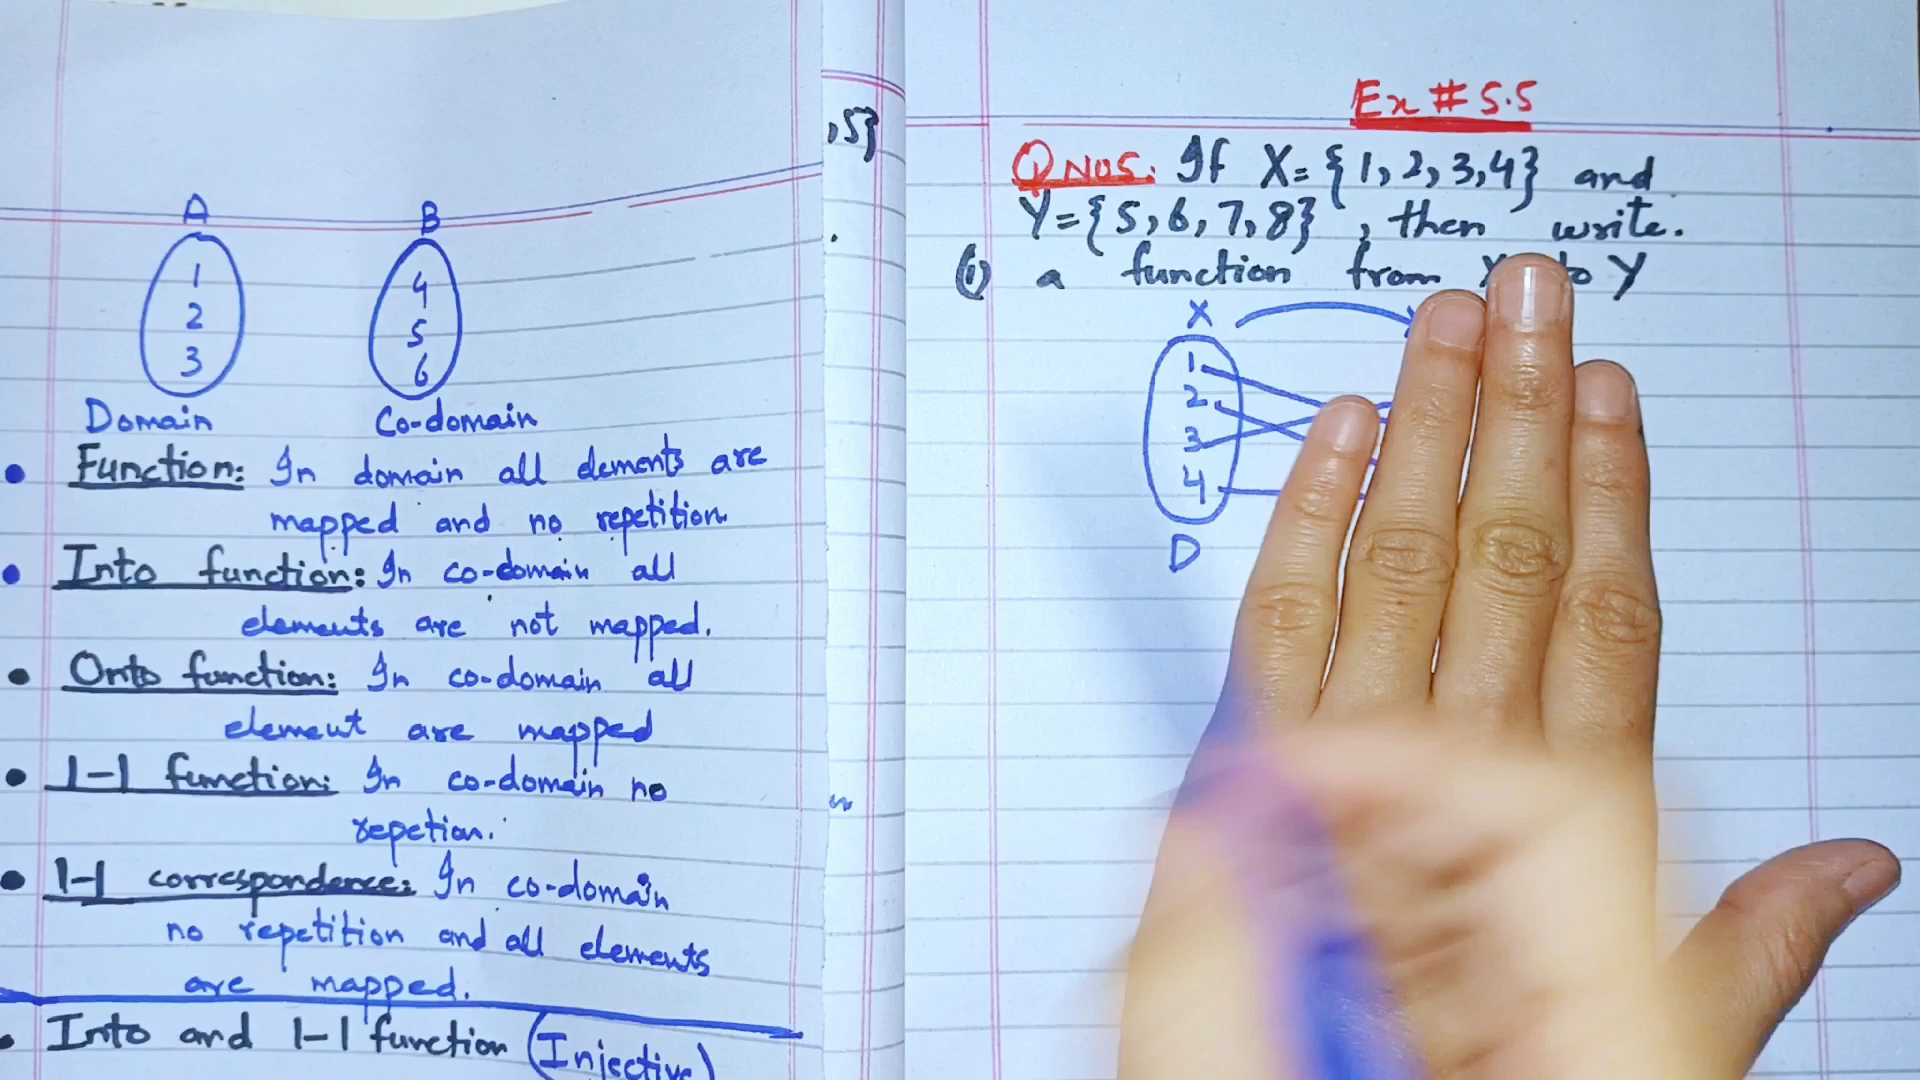 A B
1 4
2 5
3 6
Domain Co-domain
• Function: In domain all elements are
mapped and no repetition.
• Into function: In co-domain all
elements are not mapped.
• Onto function: In co-domain all
element are mapped
• 1-1 function: In co-domain no
repetion.
• 1-1 correspondence: In co-domain
no repetition and all elements
are mapped.
• Into and 1-1 function (Injective)
,5}
Ex # 5.5
Q NO5: If X={1,2,3,4} and
Y={5,6,7,8}, then write.
(i) a function from X to Y
X
1
2
3
4
D